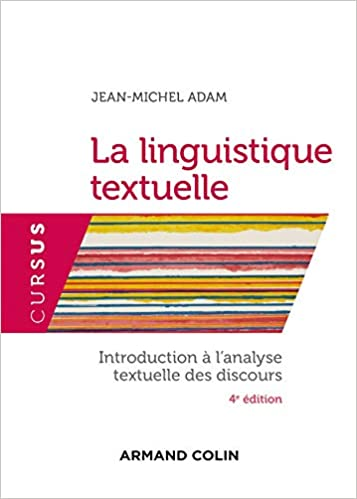 JEAN-MICHEL ADAM
La linguistique
textuelle
CURSUS
Introduction à l'analyse
textuelle des discours
4e édition
ARMAND COLIN